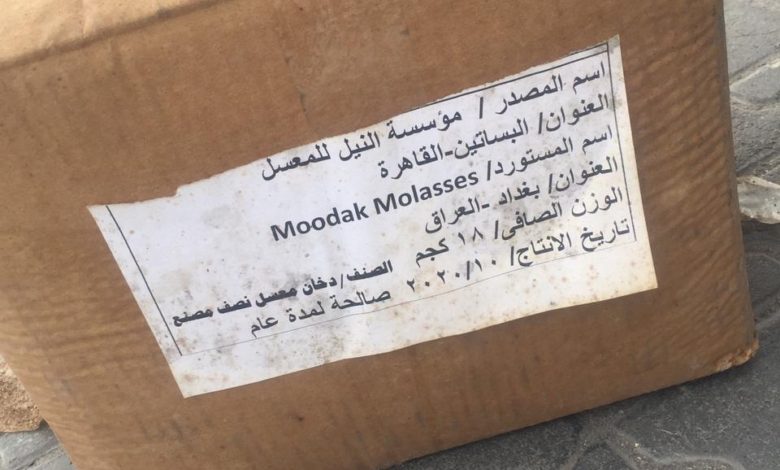 اسم المصدر / مؤسسة النيل للمعسل
العنوان/ البساتين-القاهرة
اسم المستورد/ Moodak Molasses
العنوان/ بغداد -العراق
الوزن الصافى/ ١٨ كجم الصنف/ دخان معسل نصف مصنع
تاريخ الانتاج/ ٢٠٢٠/١٠ صالحة لمدة عام